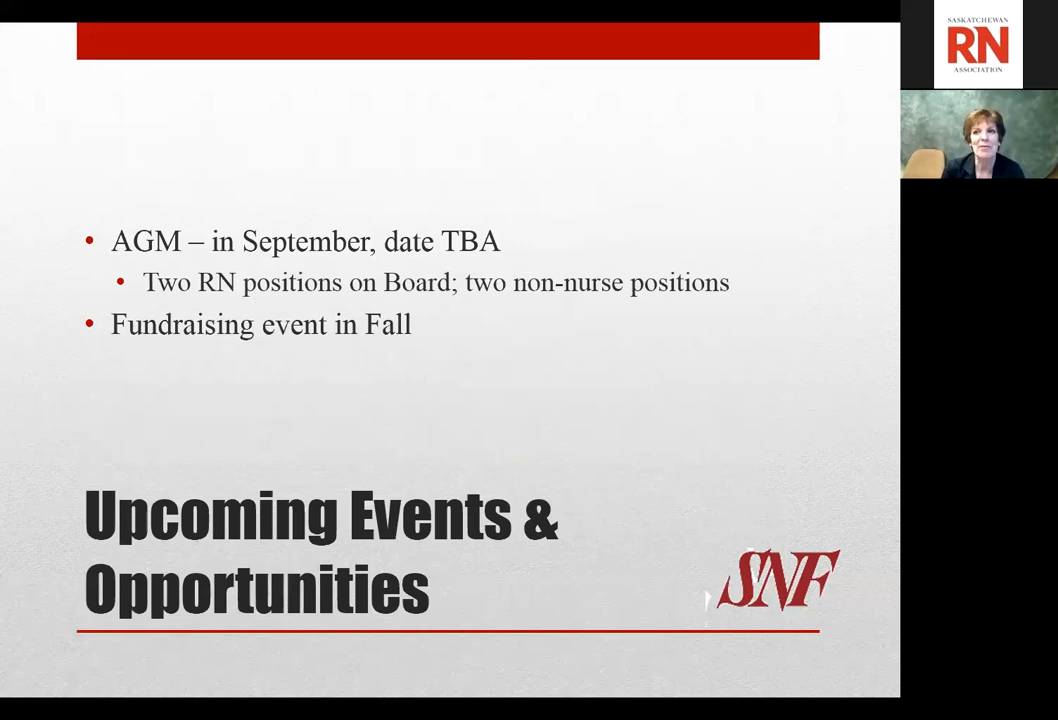 SASKATCHEWAN
RN
ASSOCIATION
• AGM – in September, date TBA
• Two RN positions on Board; two non-nurse positions
• Fundraising event in Fall
Upcoming Events &
Opportunities
SNF